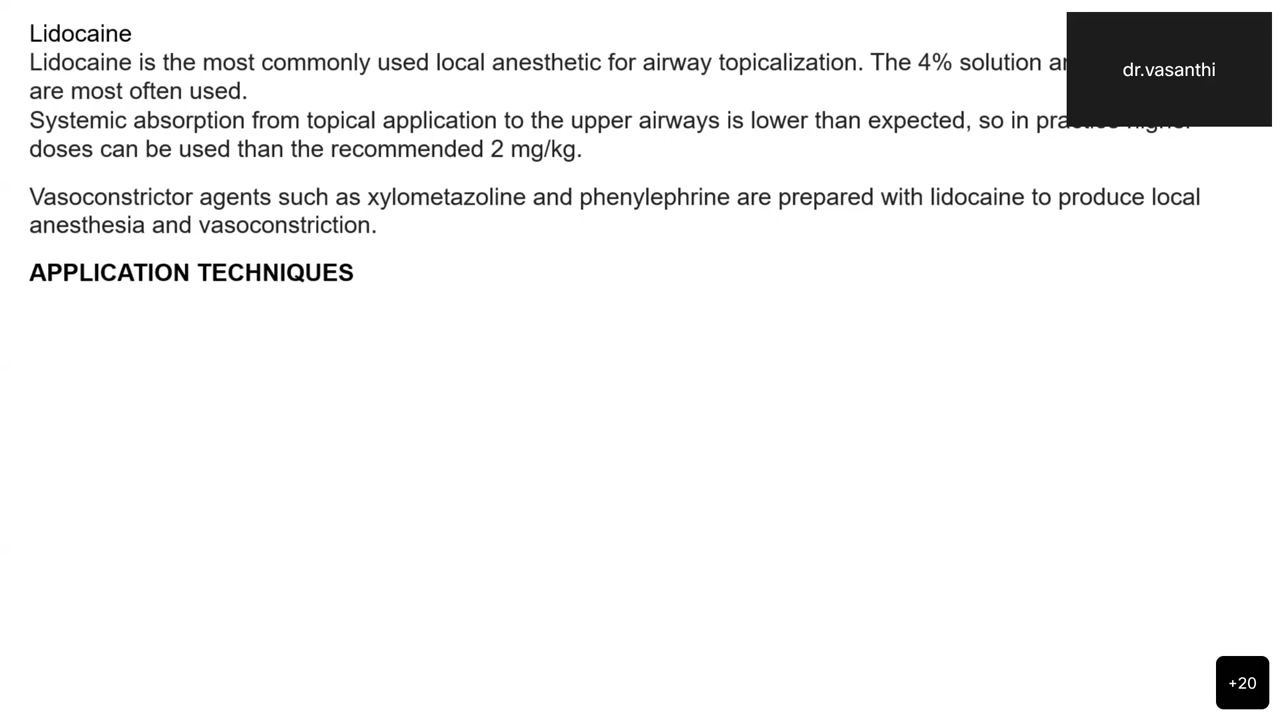 Lidocaine
Lidocaine is the most commonly used local anesthetic for airway topicalization. The 4% solution
are most often used.
Systemic absorption from topical application to the upper airways is lower than expected, so in
doses can be used than the recommended 2 mg/kg.
Vasoconstrictor agents such as xylometazoline and phenylephrine are prepared with lidocaine to produce local
anesthesia and vasoconstriction.
APPLICATION TECHNIQUES
dr.vasanthi
+20